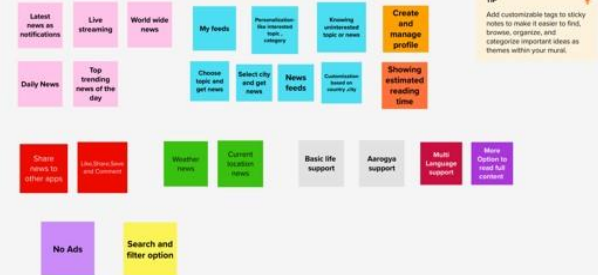 Latest
news as
notifications
Live
streaming
World wide
news
My feeds
Personalization-
like interested
topic ,
category
Knowing
uninterested
topic or news
Create
and
manage
profile
TIP
Add customizable tags to sticky
notes to make it easier to find,
browse, organize, and
categorize important ideas as
themes within your mural.
Daily News
Top
trending
news of the
day
Choose
topic and
get news
Select city
and get
news
News
feeds
Customization
based on
country ,city
Showing
estimated
reading
time
Share
news to
other apps
Like,Share,Save
and Comment
Weather
news
Current
location
news
Basic life
support
Aarogya
support
Multi
Language
support
More
Option to
read full
content
No Ads
Search and
filter option